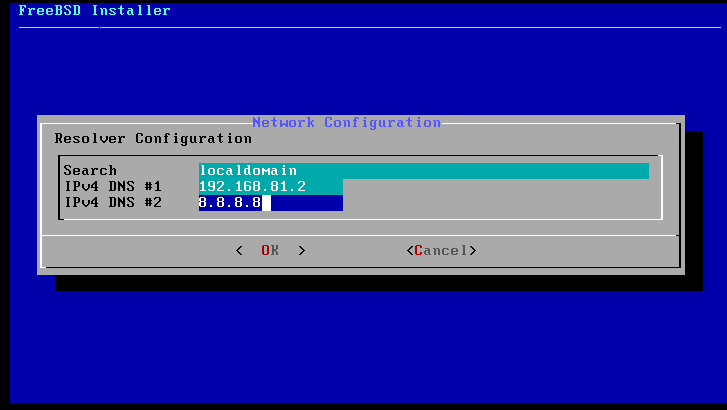 FreeBSD Installer
Network Configuration
Resolver Configuration
Search localdomain
IPv4 DNS #1 192.168.81.2
IPv4 DNS #2 8.8.8.8
< OK > <Cancel>